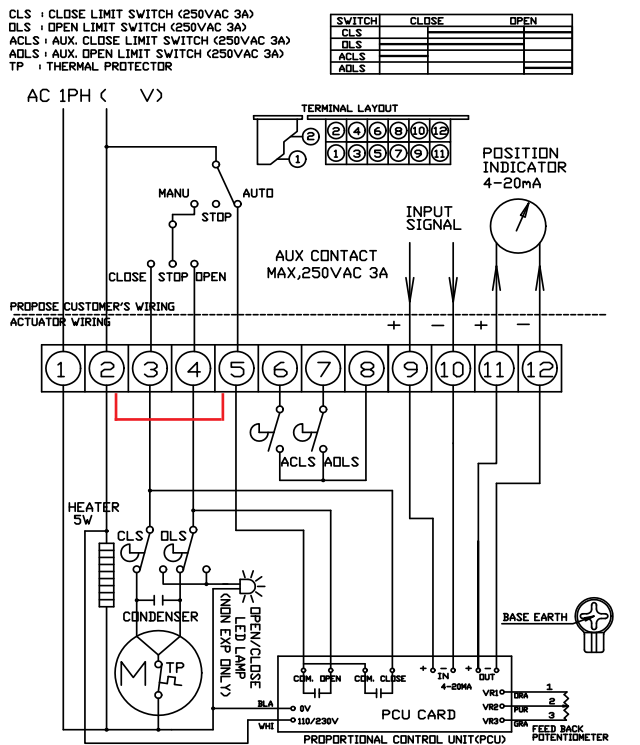 CLS : CLOSE LIMIT SWITCH (250VAC 3A)
OLS : OPEN LIMIT SWITCH (250VAC 3A)
ACLS : AUX. CLOSE LIMIT SWITCH (250VAC 3A)
AOLS : AUX. OPEN LIMIT SWITCH (250VAC 3A)
TP : THERMAL PROTECTOR
SWITCH CLOSE OPEN
CLS
OLS
ACLS
AOLS
AC 1PH ( V)
TERMINAL LAYOUT
2 4 6 8 10 12
1 3 5 7 9 11
2
1
POSITION
INDICATOR
4-20mA
MANU AUTO
STOP
INPUT
SIGNAL
AUX CONTACT
MAX,250VAC 3A
CLOSE STOP OPEN
PROPOSE CUSTOMER'S WIRING
ACTUATOR WIRING
+ - + -
1 2 3 4 5 6 7 8 9 10 11 12
ACLS AOLS
HEATER
5W
CLS OLS
CONDENSER
OPEN/CLOSE
LED LAMP
(NON EXP ONLY)
BASE EARTH
M TP
+ - + -
IN OUT
4-20MA
COM. OPEN COM. CLOSE
VR1 ORA 1
VR2 PUR 2
VR3 GRA 3
BLA 0V
WHI 110/230V
PCU CARD
FEED BACK
POTENTIOMETER
PROPORTIONAL CONTROL UNIT(PCU)